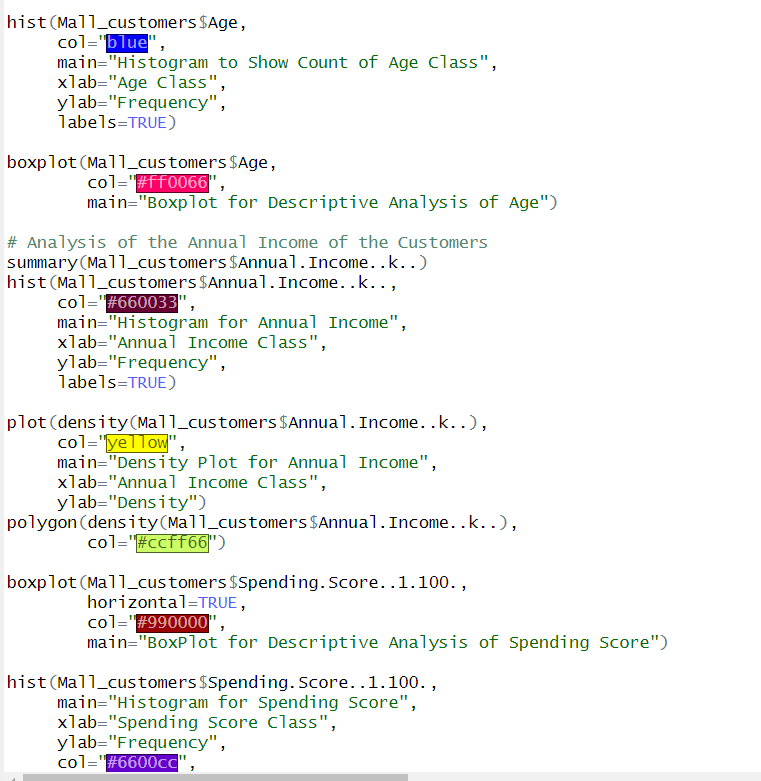 hist(Mall_customers$Age,
     col="blue",
     main="Histogram to Show Count of Age Class",
     xlab="Age Class",
     ylab="Frequency",
     labels=TRUE)

boxplot(Mall_customers$Age,
        col="#ff0066",
        main="Boxplot for Descriptive Analysis of Age")

# Analysis of the Annual Income of the Customers
summary(Mall_customers$Annual.Income..k..)
hist(Mall_customers$Annual.Income..k..,
     col="#660033",
     main="Histogram for Annual Income",
     xlab="Annual Income Class",
     ylab="Frequency",
     labels=TRUE)

plot(density(Mall_customers$Annual.Income..k..),
     col="yellow",
     main="Density Plot for Annual Income",
     xlab="Annual Income Class",
     ylab="Density")
polygon(density(Mall_customers$Annual.Income..k..),
        col="#ccff66")

boxplot(Mall_customers$Spending.Score..1.100.,
        horizontal=TRUE,
        col="#990000",
        main="BoxPlot for Descriptive Analysis of Spending Score")

hist(Mall_customers$Spending.Score..1.100.,
     main="Histogram for Spending Score",
     xlab="Spending Score Class",
     ylab="Frequency",
     col="#6600cc",